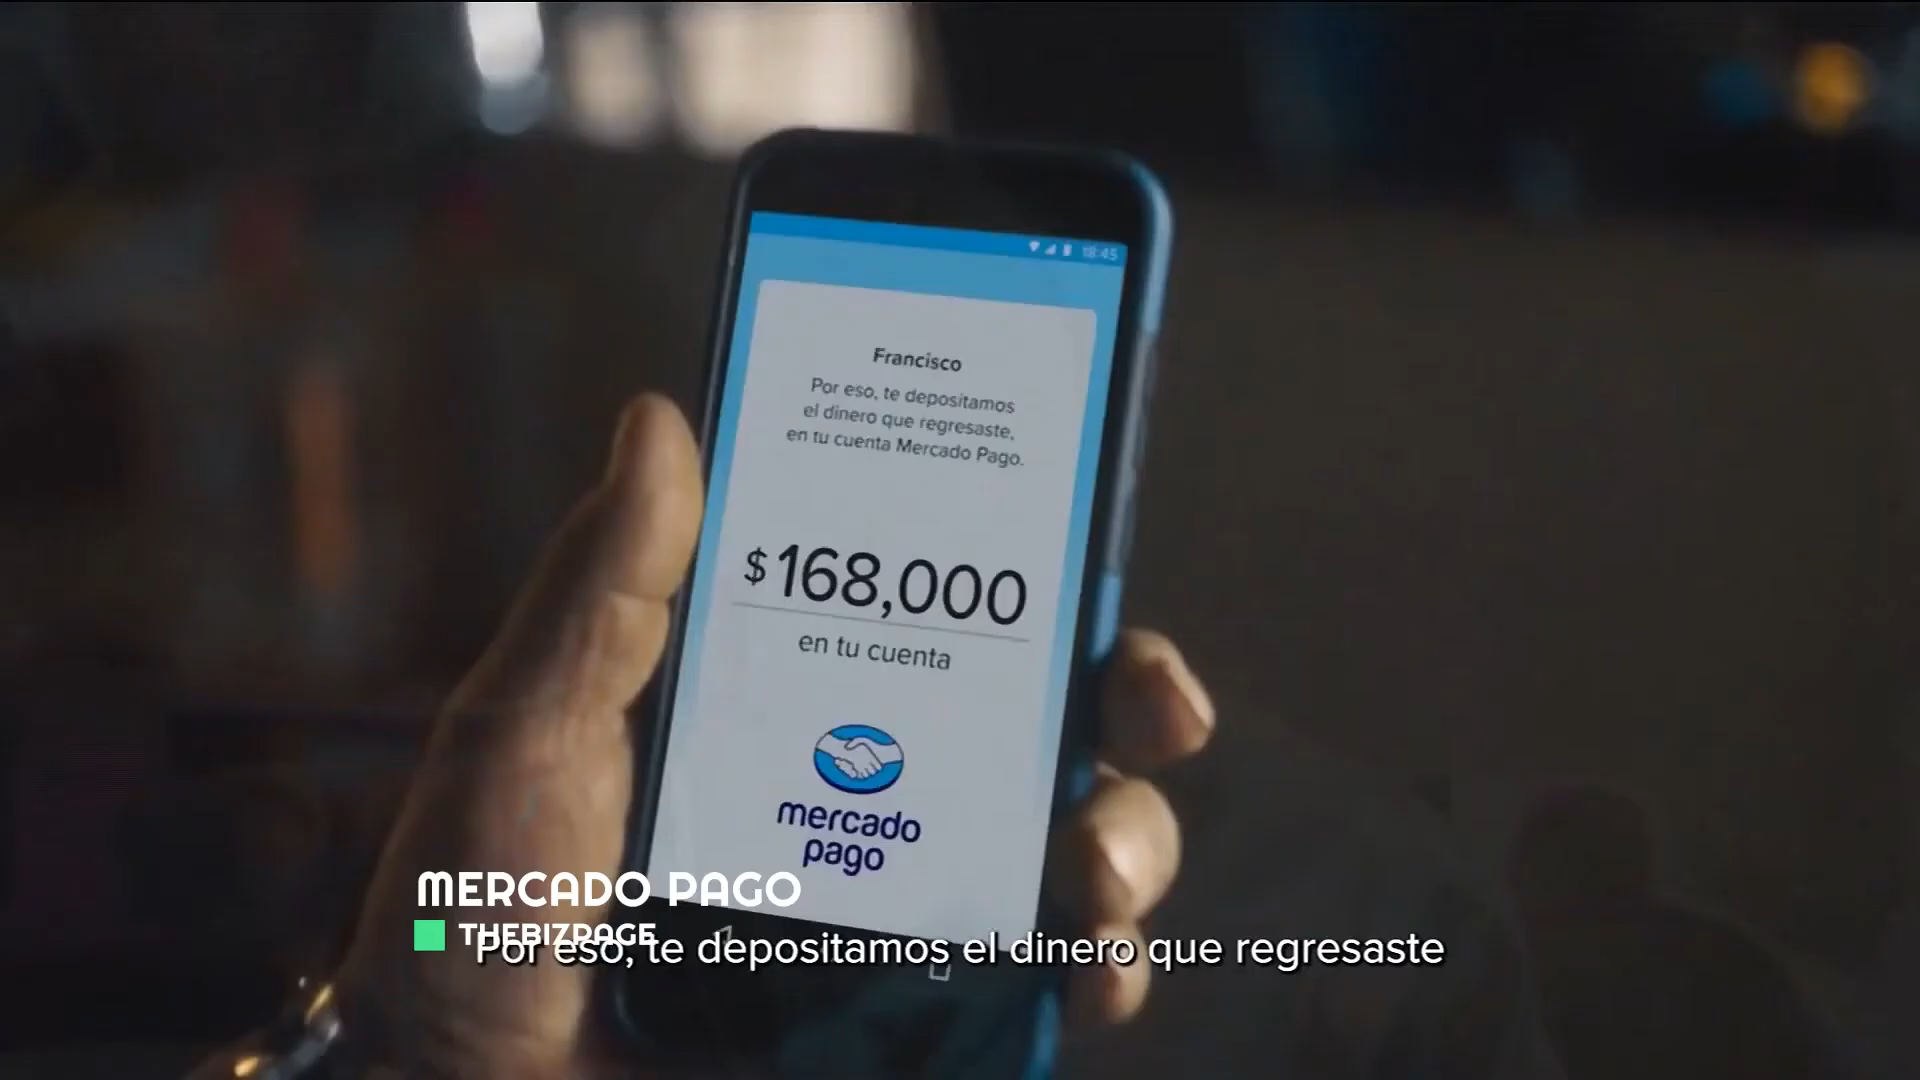 18:45
Francisco
Por eso, te depositamos
el dinero que regresaste,
en tu cuenta Mercado Pago.
$168,000
en tu cuenta
mercado
pago
MERCADO PAGO
THEBIZPAGE
Por eso, te depositamos el dinero que regresaste